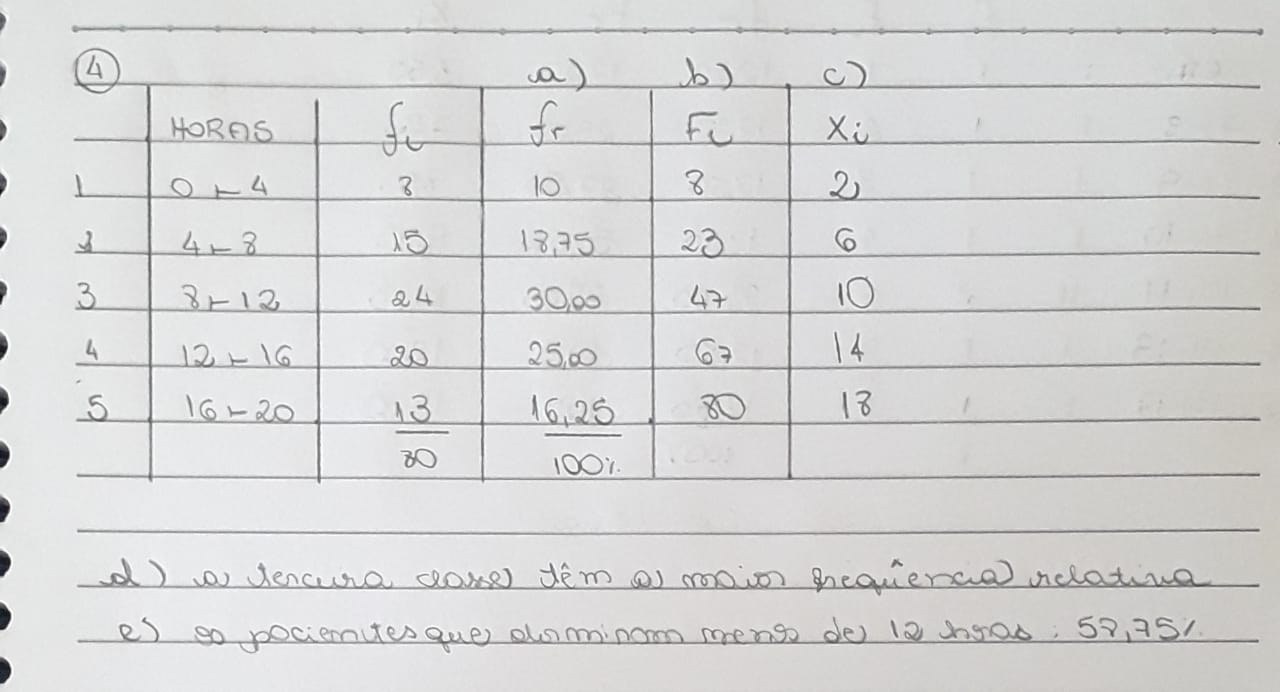 4 a) b) c)
HORAS fi fr Fi Xi
1 0 ⊢ 4 8 10 8 2
2 4 ⊢ 8 15 18,75 23 6
3 8 ⊢ 12 24 30,00 47 10
4 12 ⊢ 16 20 25,00 67 14
5 16 ⊢ 20 13 16,25 80 18
80 100%
d) a terceira classe têm a maior freqüência relativa
e) os pacientes que dormiram menos de 12 horas: 58,75%